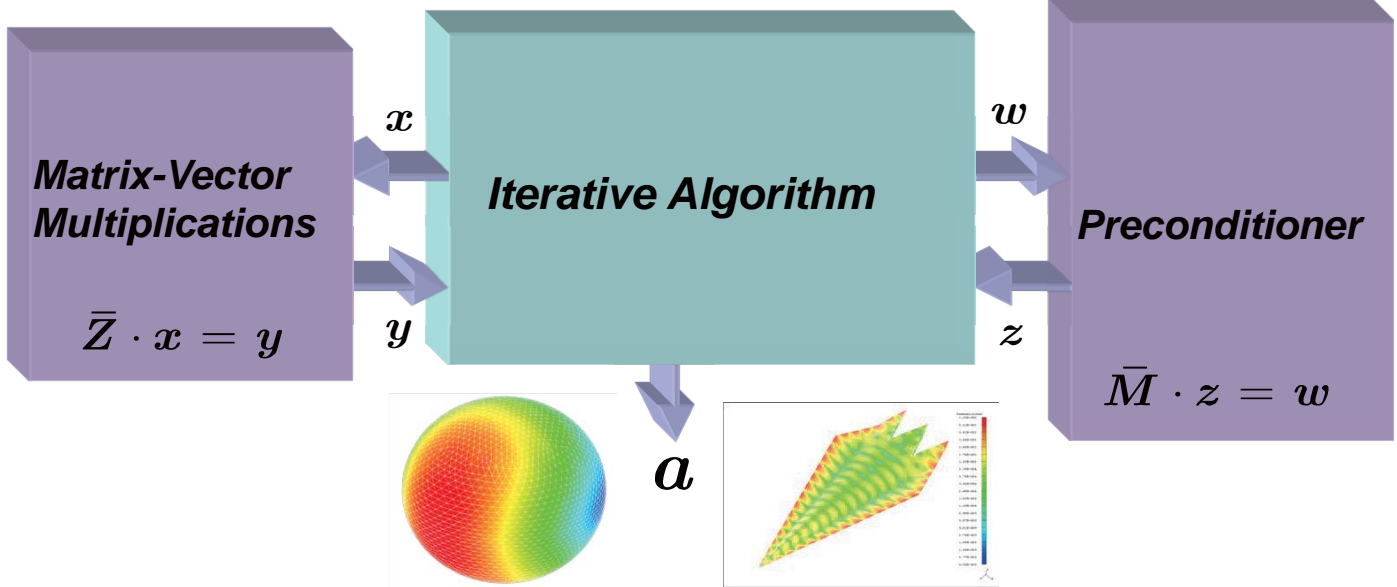 x
w
Matrix-Vector
Multiplications
Iterative Algorithm
Preconditioner
y
z
Z̄ · x = y
M̄ · z = w
a